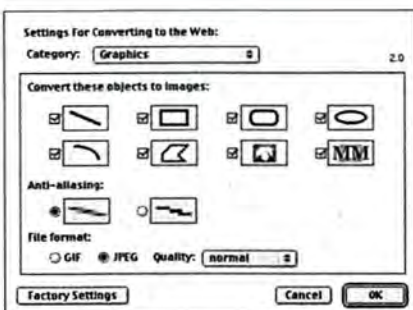 Settings For Converting to the Web:
Category: Graphics
2.0
Convert these objects to images:
MM
Anti-aliasing:
File format:
GIF JPEG Quality: normal
Factory Settings Cancel OK